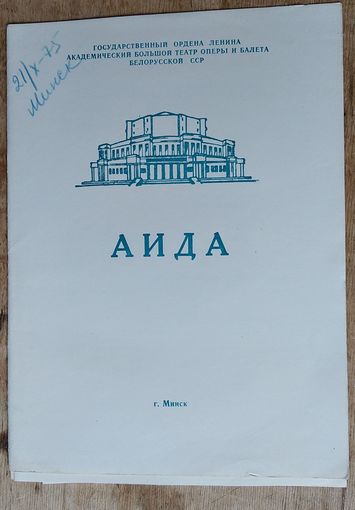 21/X-75
Минск
ГОСУДАРСТВЕННЫЙ ОРДЕНА ЛЕНИНА
АКАДЕМИЧЕСКИЙ БОЛЬШОЙ ТЕАТР ОПЕРЫ И БАЛЕТА
БЕЛОРУССКОЙ ССР
АИДА
г. Минск